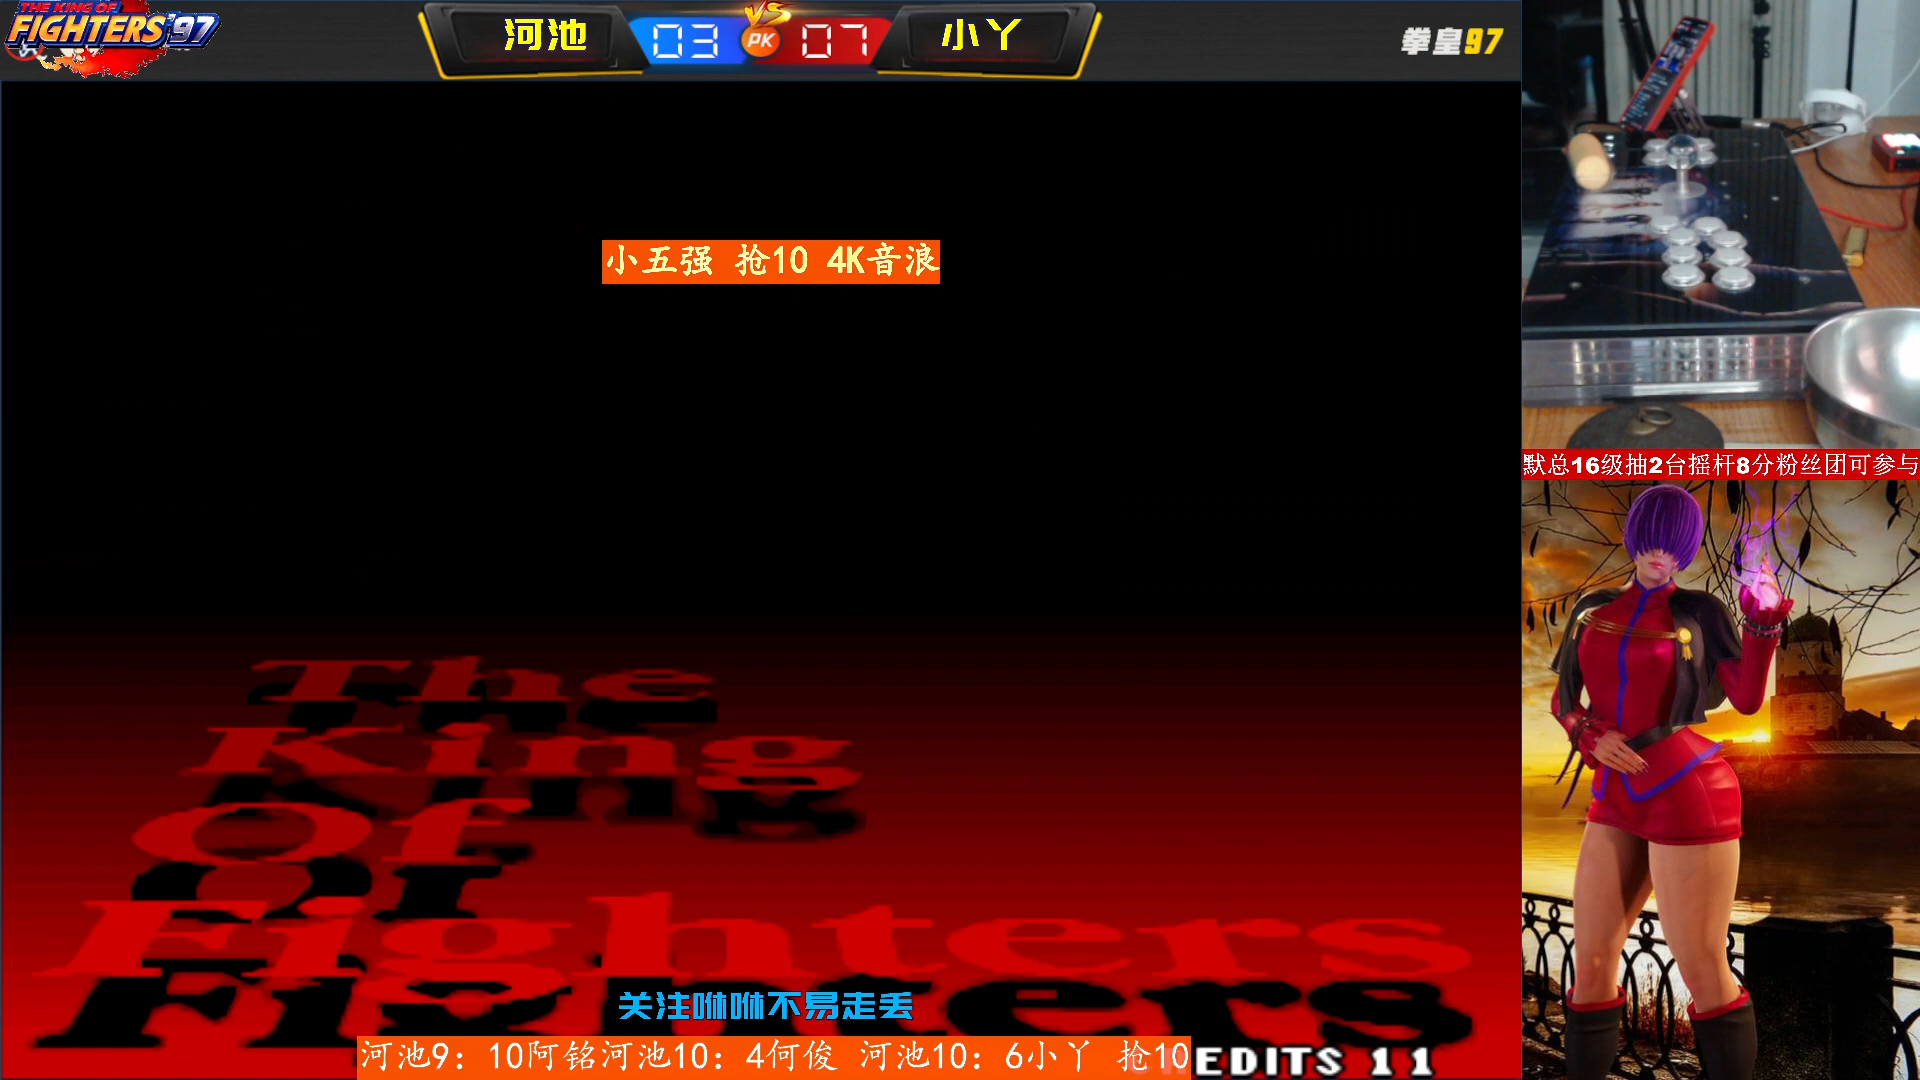 THE KING OF
FIGHTERS'97
河池
03
VS
PK
07
小丫
拳皇97
小五强 抢10 4K音浪
默总16级抽2台摇杆8分粉丝团可参与
The
King
Of
Fighters
关注咻咻不易走丢
河池9：10阿铭河池10：4何俊 河池10：6小丫 抢10
EDITS 11